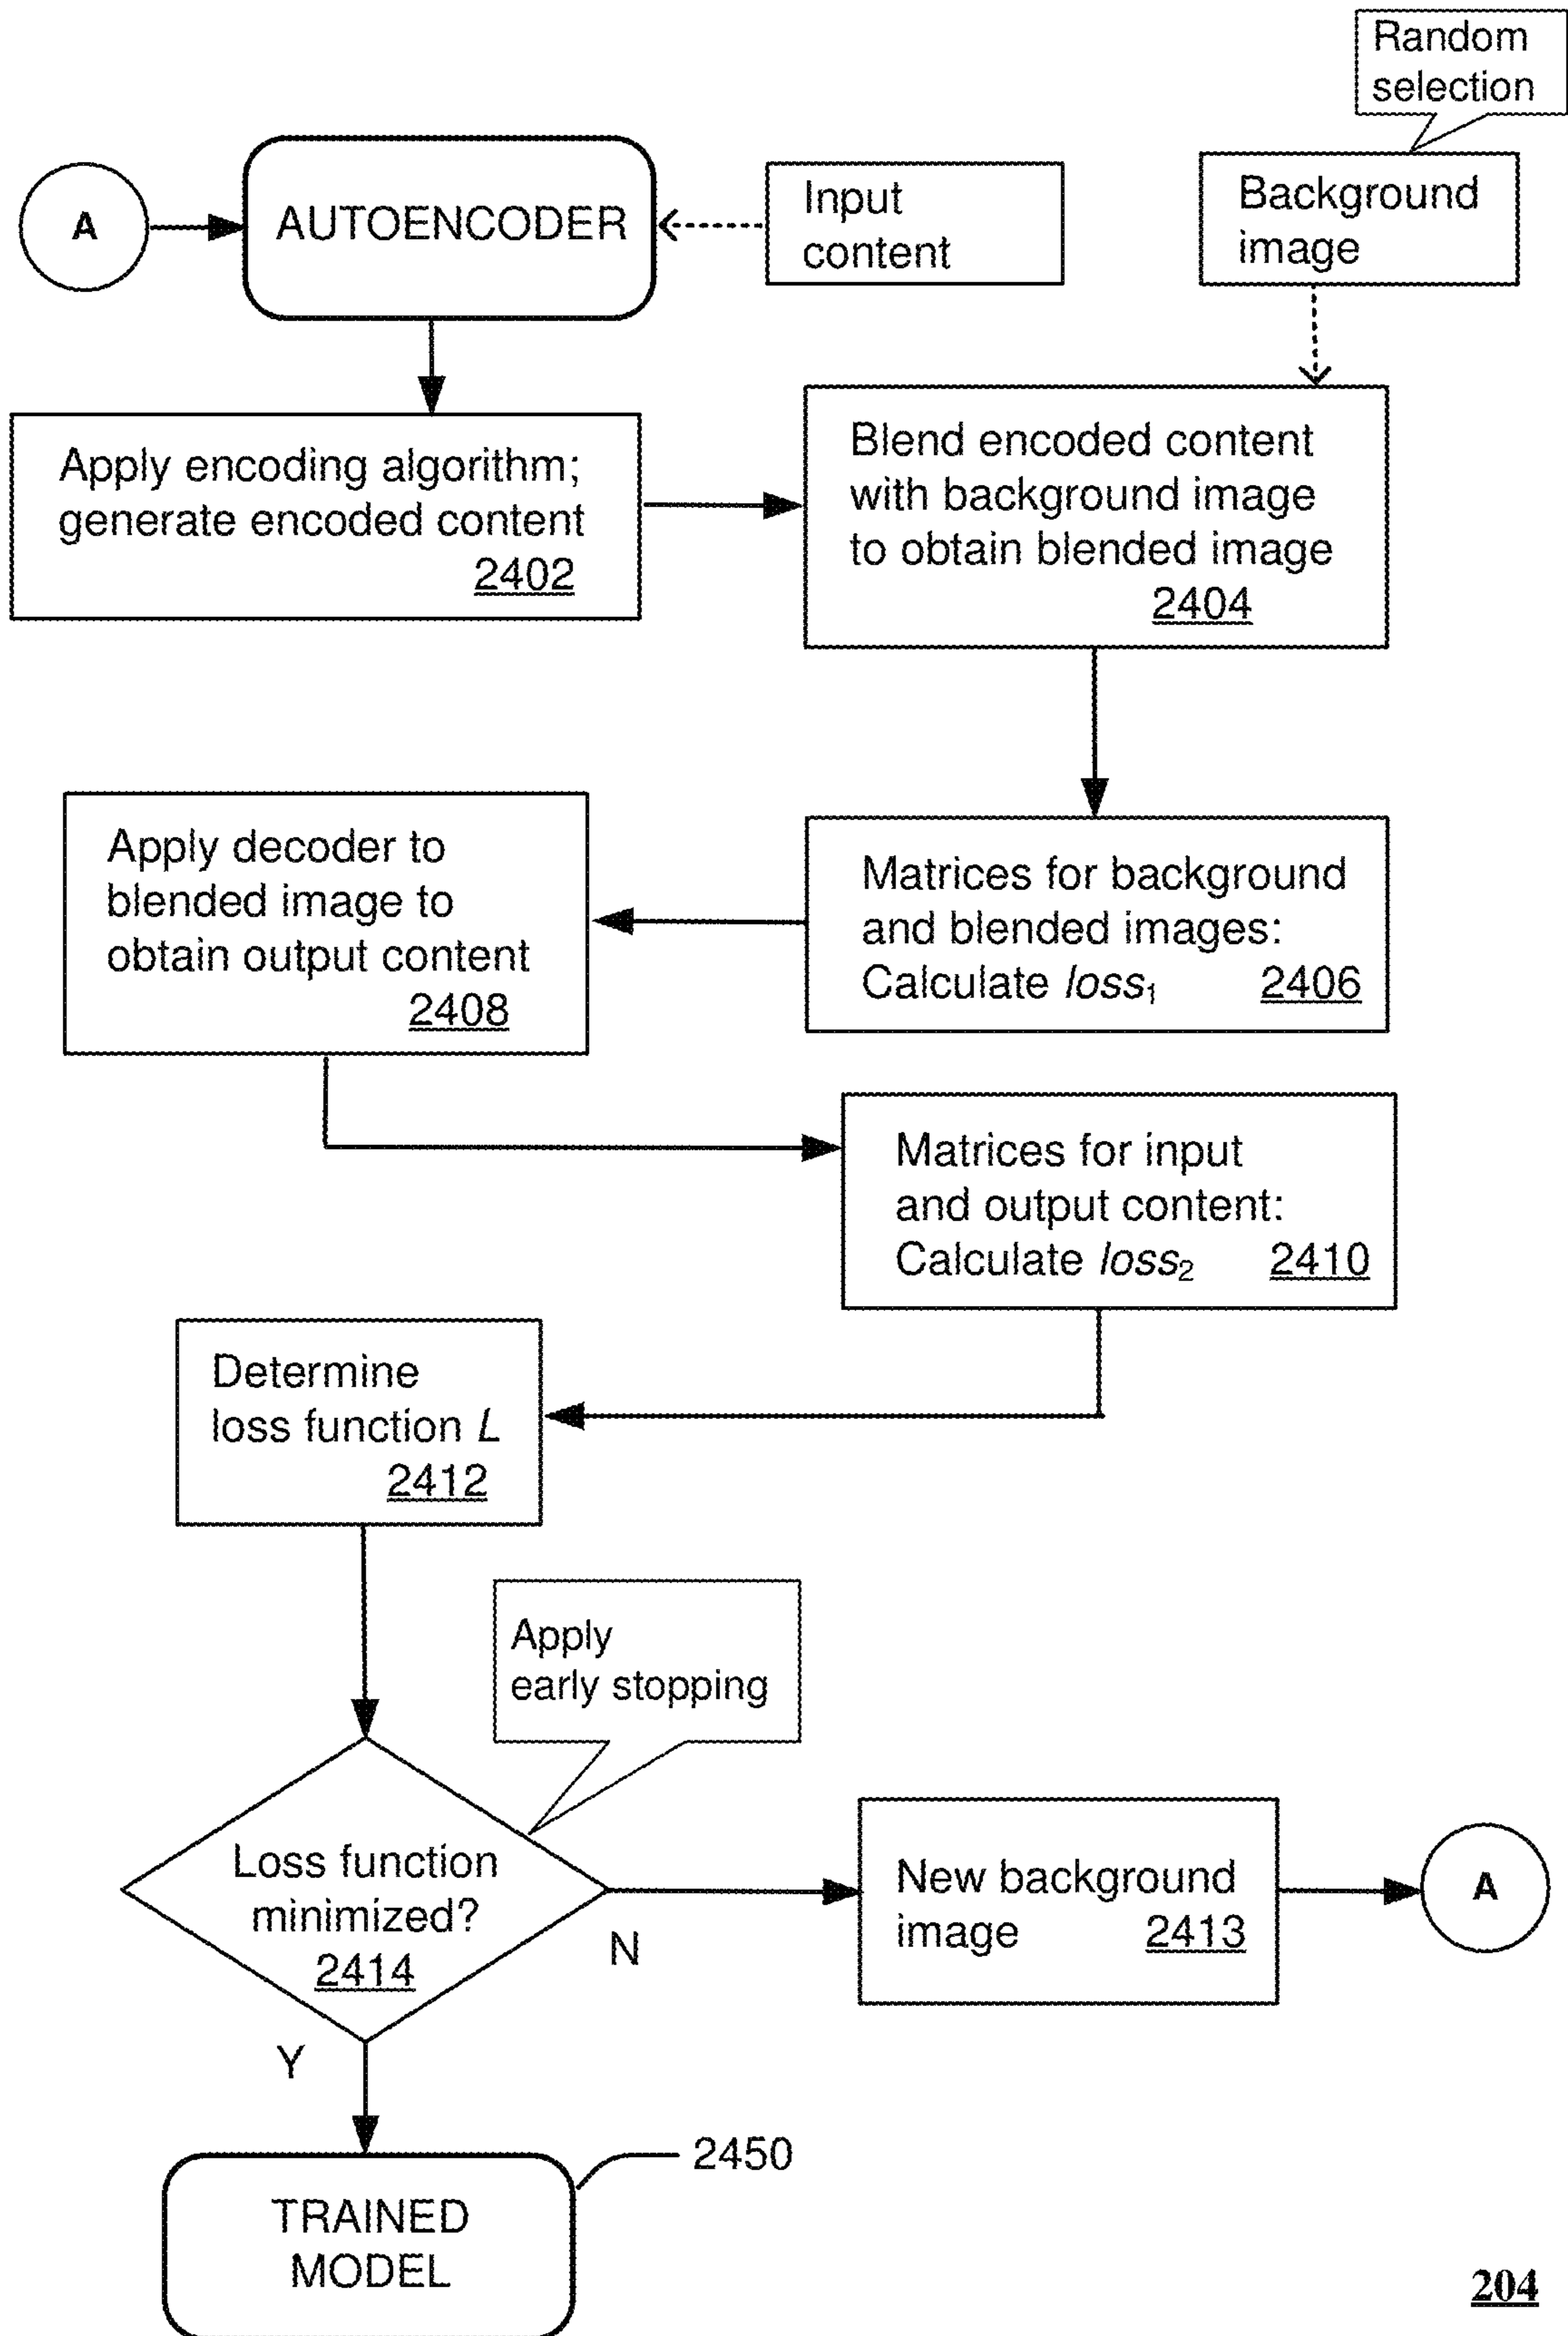 Random
selection
A
AUTOENCODER
Input
content
Background
image
Apply encoding algorithm;
generate encoded content
2402
Blend encoded content
with background image
to obtain blended image
2404
Apply decoder to
blended image to
obtain output content
2408
Matrices for background
and blended images:
Calculate loss₁ 2406
Matrices for input
and output content:
Calculate loss₂ 2410
Determine
loss function L
2412
Apply
early stopping
Loss function
minimized?
2414
N
Y
New background
image 2413
A
2450
TRAINED
MODEL
204